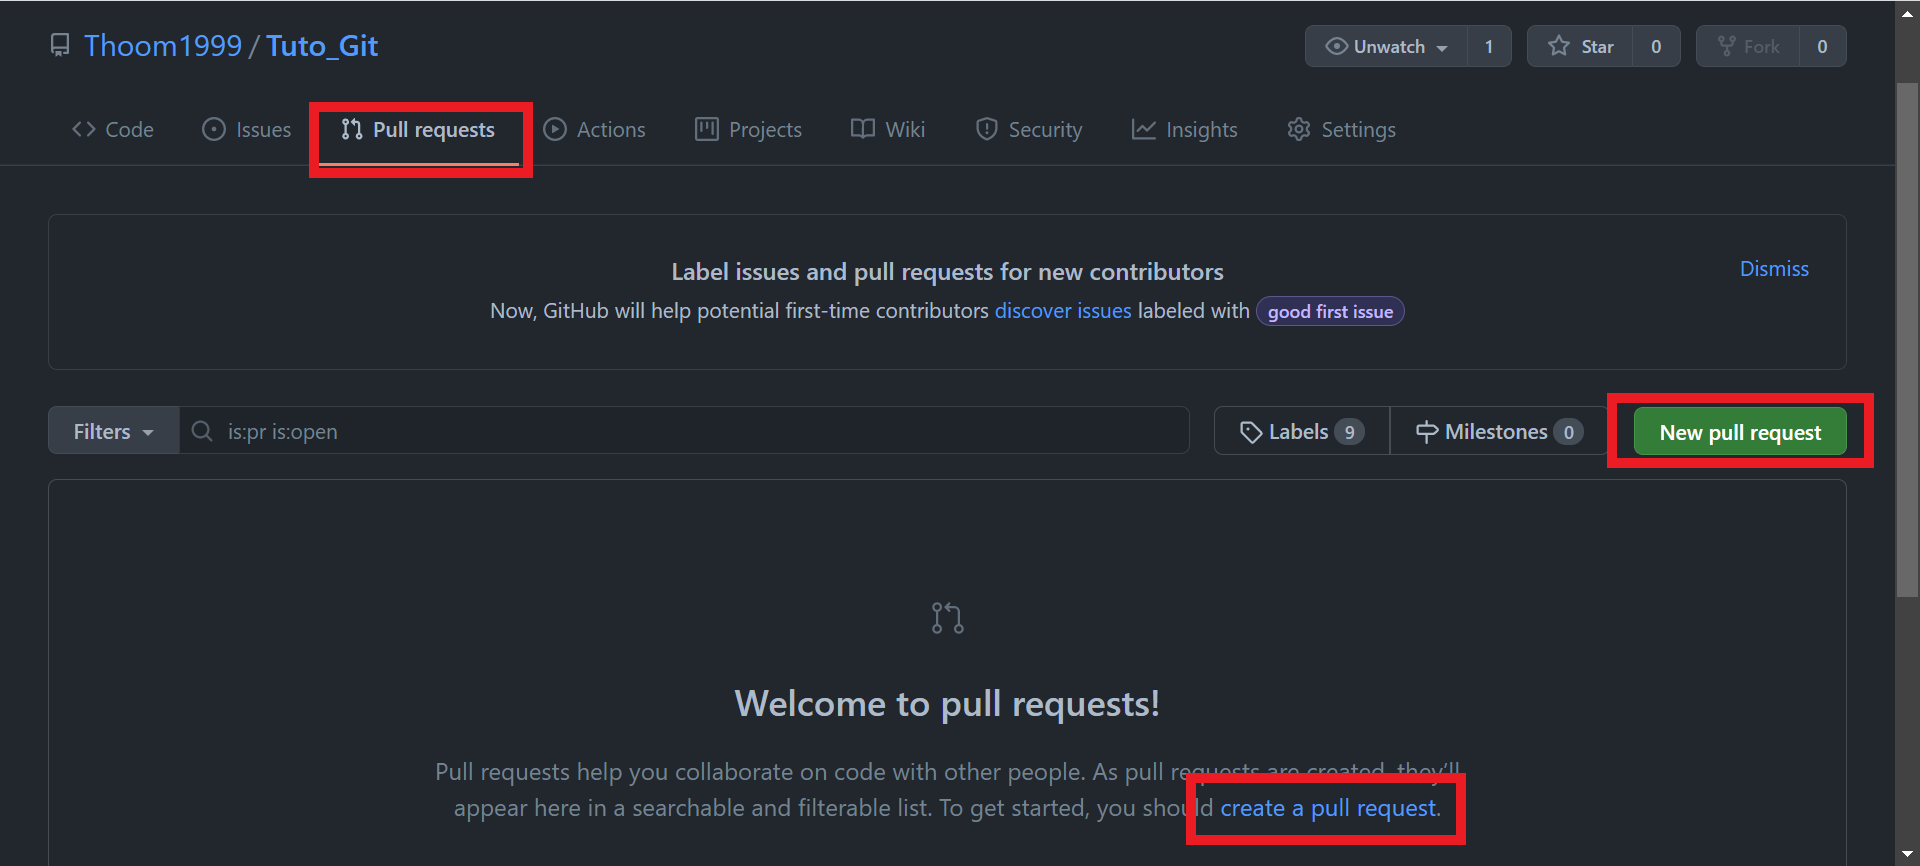 Thoom1999 / Tuto_Git
Unwatch 1 Star 0 Fork 0
Code Issues Pull requests Actions Projects Wiki Security Insights Settings
Label issues and pull requests for new contributors
Dismiss
Now, GitHub will help potential first-time contributors discover issues labeled with good first issue
Filters is:pr is:open Labels 9 Milestones 0 New pull request
Welcome to pull requests!
Pull requests help you collaborate on code with other people. As pull requests are created, they’ll
appear here in a searchable and filterable list. To get started, you should create a pull request.